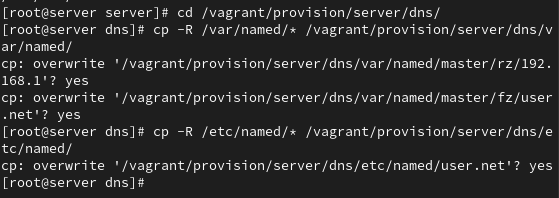 [root@server server]# cd /vagrant/provision/server/dns/
[root@server dns]# cp -R /var/named/* /vagrant/provision/server/dns/v
ar/named/
cp: overwrite '/vagrant/provision/server/dns/var/named/master/rz/192.
168.1'? yes
cp: overwrite '/vagrant/provision/server/dns/var/named/master/fz/user
.net'? yes
[root@server dns]# cp -R /etc/named/* /vagrant/provision/server/dns/e
tc/named/
cp: overwrite '/vagrant/provision/server/dns/etc/named/user.net'? yes
[root@server dns]#